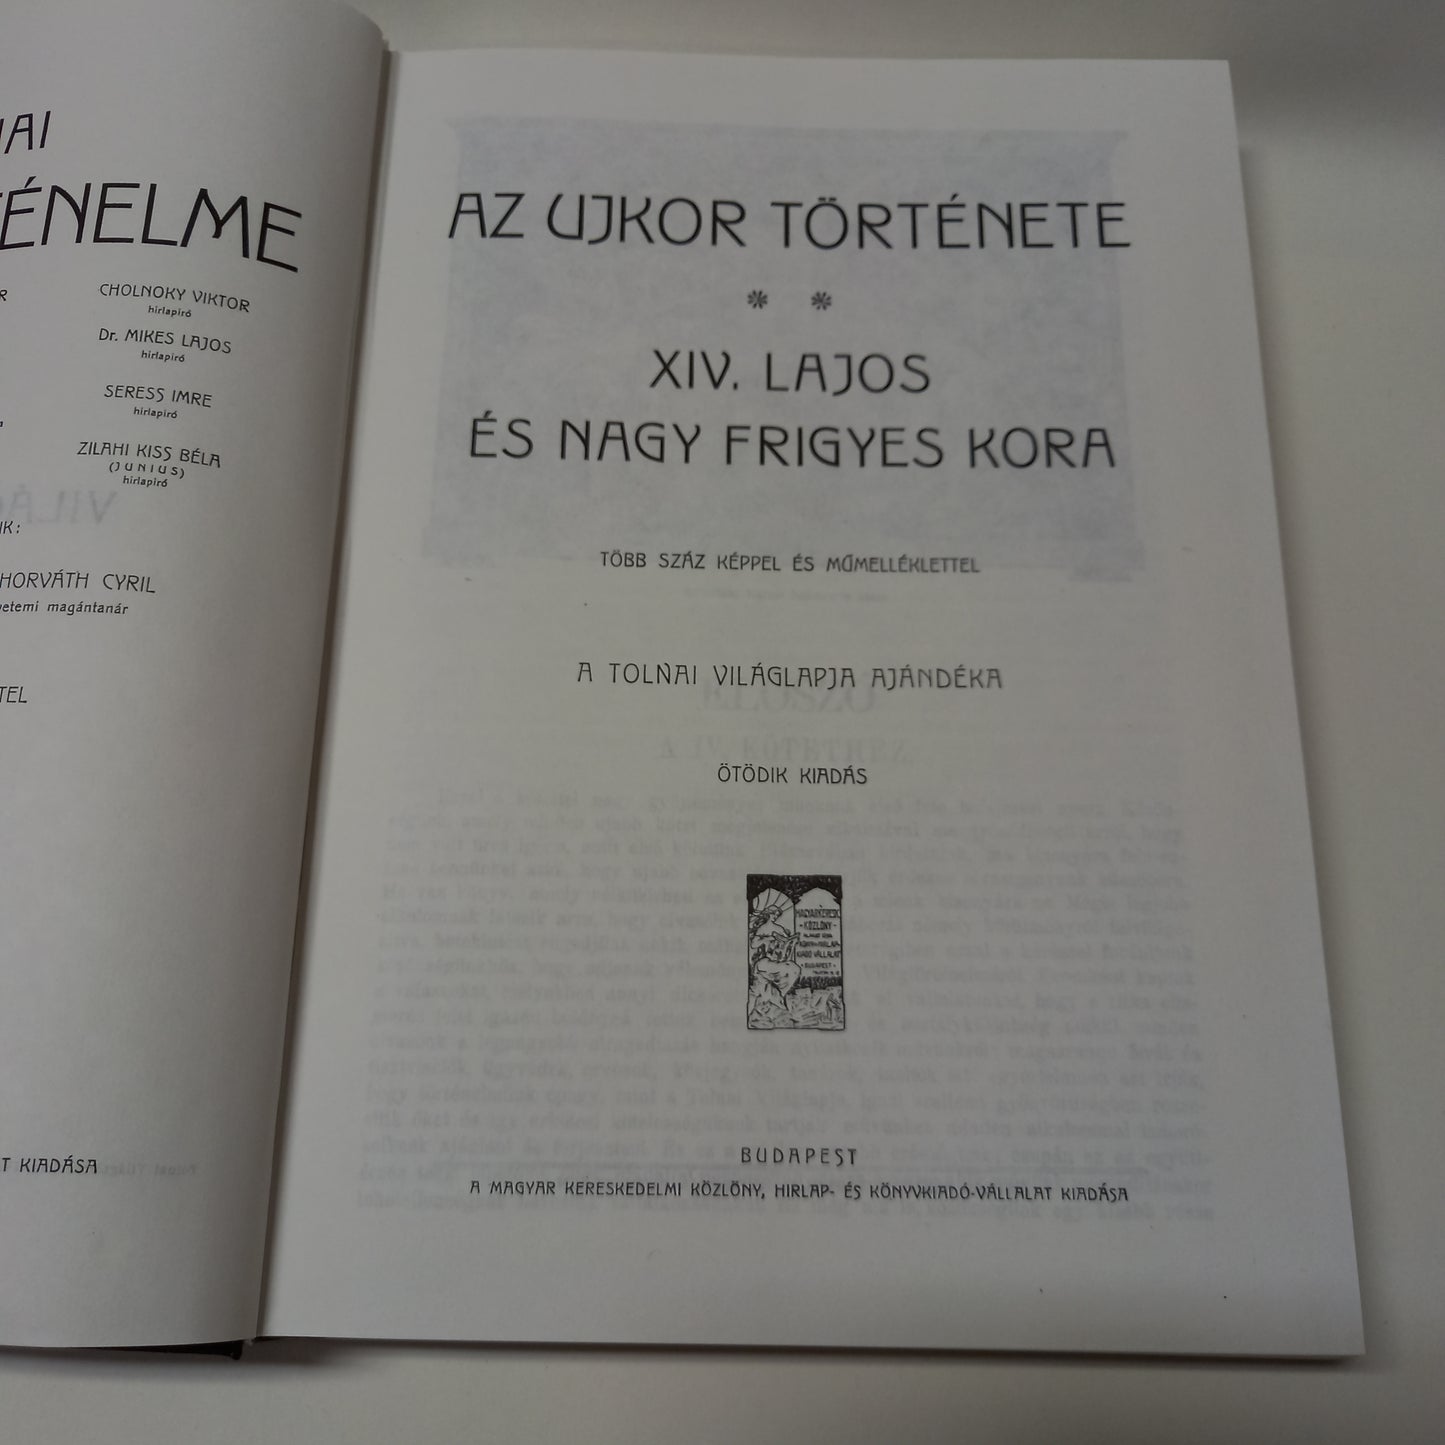 ÉNELME
CHOLNOKY VIKTOR
hirlapiró
Dr. MIKES LAJOS
hirlapiró
SERESS IMRE
hirlapiró
ZILAHI KISS BÉLA
(JUNIUS)
hirlapiró
HORVÁTH CYRIL
magántanár
T KIADÁSA
AZ UJKOR TÖRTÉNETE
* *
XIV. LAJOS
ÉS NAGY FRIGYES KORA
TÖBB SZÁZ KÉPPEL ÉS MŰMELLÉKLETTEL
A TOLNAI VILÁGLAPJA AJÁNDÉKA
ÖTÖDIK KIADÁS
KÖZLÖNY
BUDAPEST
BUDAPEST
A MAGYAR KERESKEDELMI KÖZLÖNY, HIRLAP- ÉS KÖNYVKIADÓ-VÁLLALAT KIADÁSA